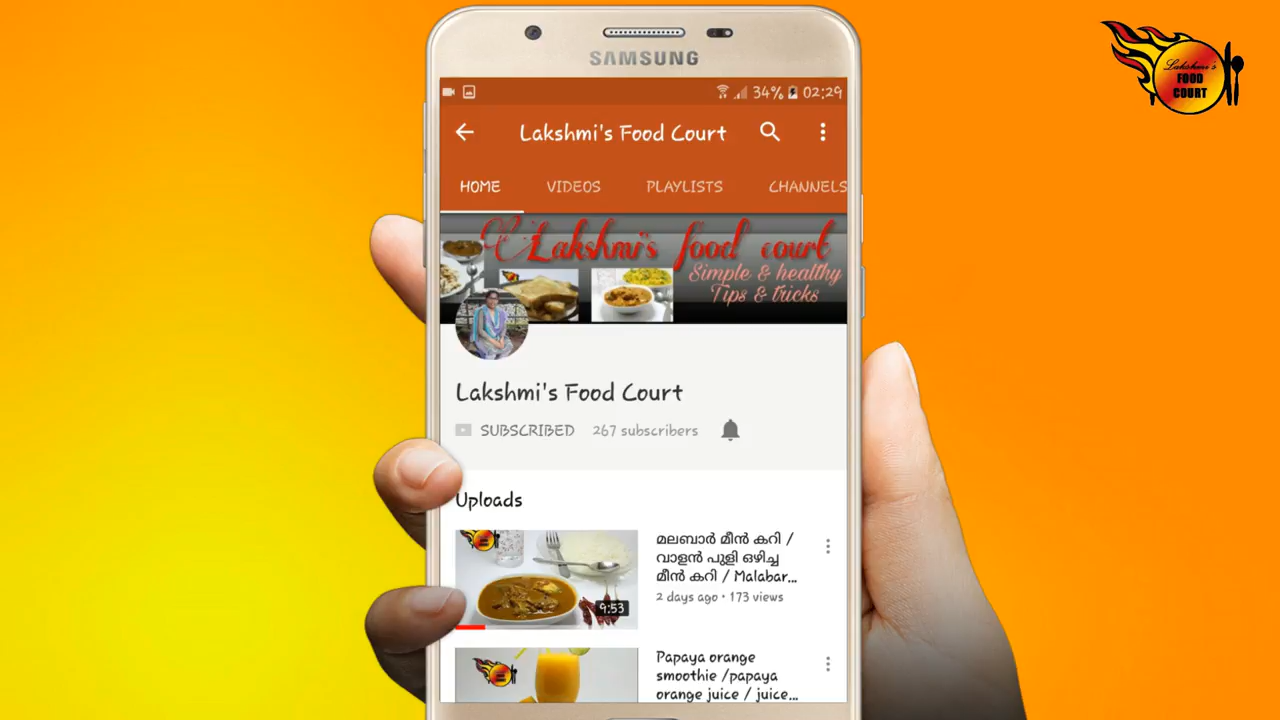 Lakshmi's
FOOD
COURT
SAMSUNG
34% 02:29
Lakshmi's Food Court
HOME VIDEOS PLAYLISTS CHANNELS
Lakshmi's food court
Simple & healthy
Tips & tricks
Lakshmi's Food Court
SUBSCRIBED 267 subscribers
Uploads
മലബാർ മീൻ കറി /
വാളൻ പുളി ഒഴിച്ച
മീൻ കറി / Malabar...
2 days ago • 173 views
9:53
Papaya orange
smoothie /papaya
orange juice / juice...